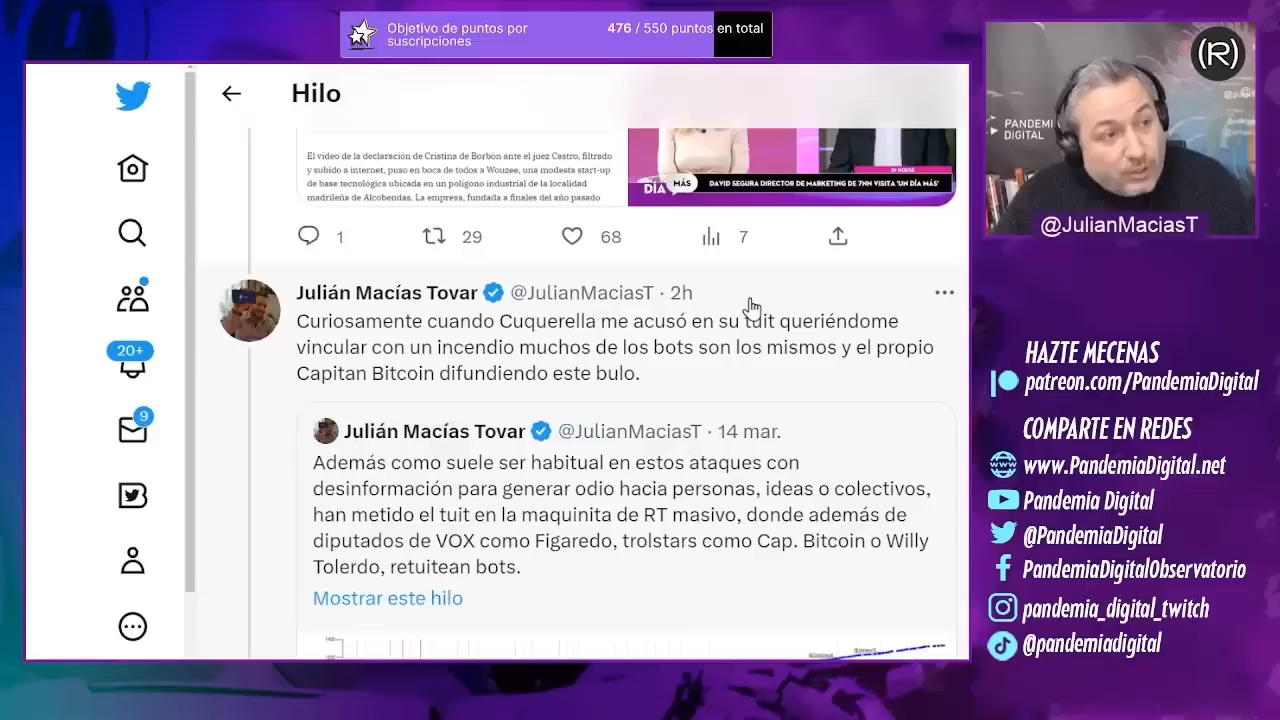 Objetivo de puntos por
suscripciones
476 / 550 puntos en total
Hilo
El vídeo de la declaración de Cristina de Borbón ante el juez Castro, filtrado
y subido a internet, puso en boca de todos a Wouzee, una modesta start-up
de base tecnológica ubicada en un polígono industrial de la localidad
madrileña de Alcobendas. La empresa, fundada a finales del año pasado
IN HOUSE
DÍA MÁS
DAVID SEGURA DIRECTOR DE MARKETING DE 7NN VISITA 'UN DÍA MÁS'
1 29 68 7
Julián Macías Tovar @JulianMaciasT · 2h
Curiosamente cuando Cuquerella me acusó en su tuit queriéndome
vincular con un incendio muchos de los bots son los mismos y el propio
Capitan Bitcoin difundiendo este bulo.
Julián Macías Tovar @JulianMaciasT · 14 mar.
Además como suele ser habitual en estos ataques con
desinformación para generar odio hacia personas, ideas o colectivos,
han metido el tuit en la maquinita de RT masivo, donde además de
diputados de VOX como Figaredo, trolstars como Cap. Bitcoin o Willy
Tolerdo, retuitean bots.
Mostrar este hilo
20+
9
(R)
PANDEMI
DIGITAL
@JulianMaciasT
HAZTE MECENAS
patreon.com/PandemiaDigital
COMPARTE EN REDES
www.PandemiaDigital.net
Pandemia Digital
@PandemiaDigital
PandemiaDigitalObservatorio
pandemia_digital_twitch
@pandemiadigital